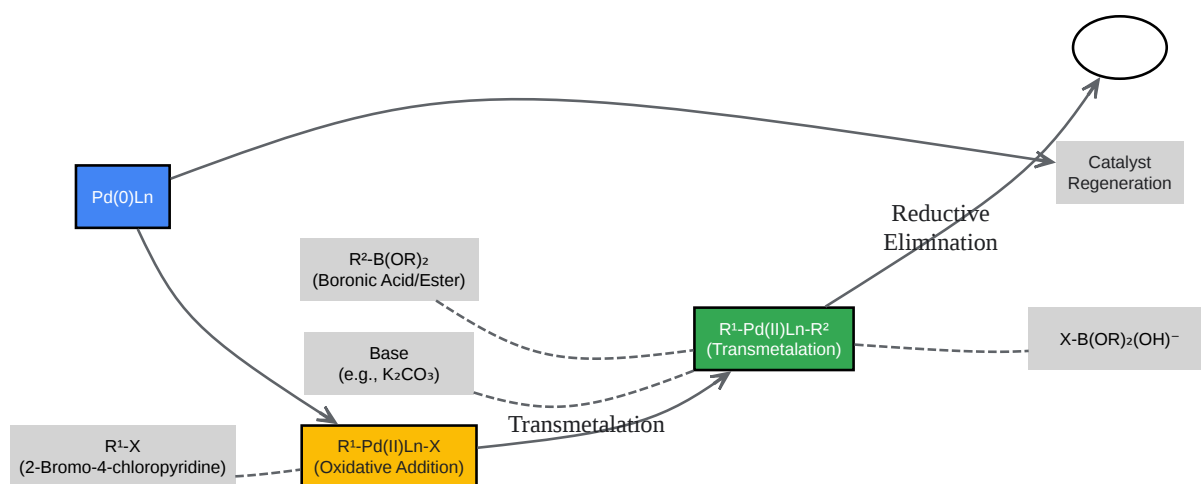 Catalyst
Regeneration
Pd(0)Ln
Reductive
Elimination
R²-B(OR)₂
(Boronic Acid/Ester)
R¹-Pd(II)Ln-R²
(Transmetalation)
X-B(OR)₂(OH)⁻
Base
(e.g., K₂CO₃)
Transmetalation
R¹-X
(2-Bromo-4-chloropyridine)
R¹-Pd(II)Ln-X
(Oxidative Addition)